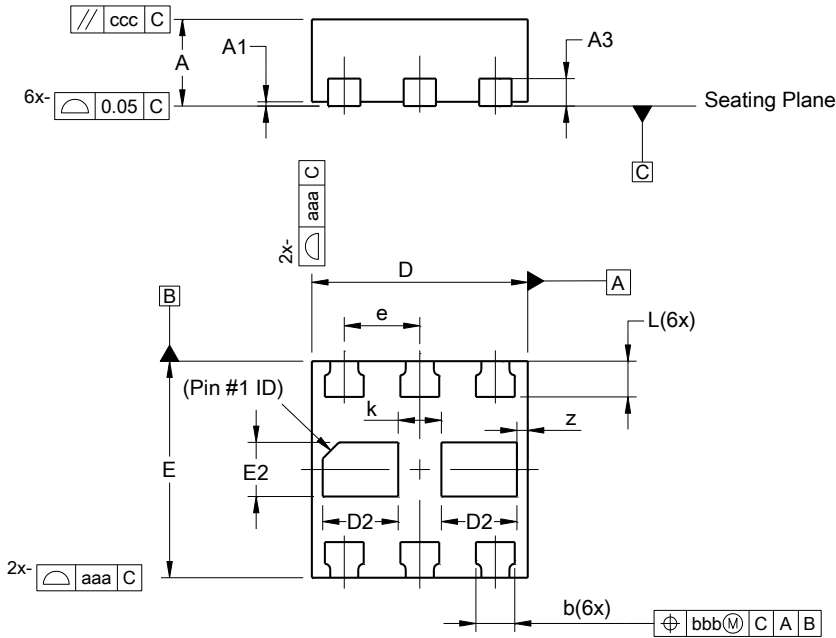 // ccc C
A
A1
A3
6x- ⌓ 0.05 C
Seating Plane
C
2x- ⌓ aaa C
D
A
B
e
L(6x)
(Pin #1 ID)
k
z
E
E2
D2
D2
2x- ⌓ aaa C
b(6x)
⌖ bbbⓂ C A B